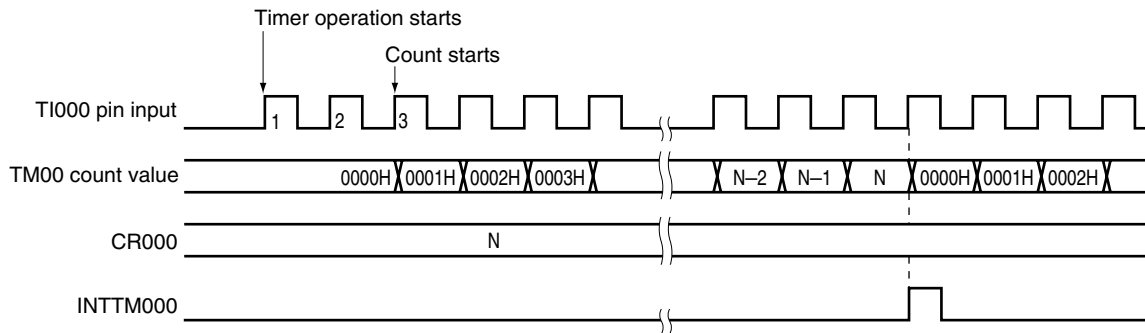 Timer operation starts
Count starts
TI000 pin input
1 2 3
TM00 count value
0000H 0001H 0002H 0003H N–2 N–1 N 0000H 0001H 0002H
CR000
N
INTTM000